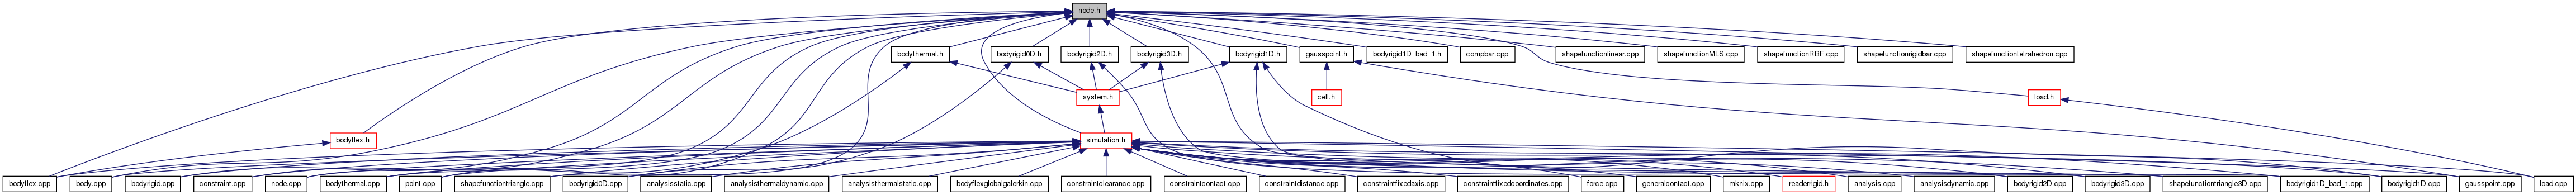 node.h
bodythermal.h
bodyrigid0D.h
bodyrigid2D.h
bodyrigid3D.h
bodyrigid1D.h
gausspoint.h
bodyrigid1D_bad_1.h
compbar.cpp
shapefunctionlinear.cpp
shapefunctionMLS.cpp
shapefunctionRBF.cpp
shapefunctionrigidbar.cpp
shapefunctiontetrahedron.cpp
system.h
cell.h
load.h
bodyflex.h
simulation.h
bodyflex.cpp
body.cpp
bodyrigid.cpp
constraint.cpp
node.cpp
bodythermal.cpp
point.cpp
shapefunctiontriangle.cpp
bodyrigid0D.cpp
analysisstatic.cpp
analysisthermaldynamic.cpp
analysisthermalstatic.cpp
bodyflexglobalgalerkin.cpp
constraintclearance.cpp
constraintcontact.cpp
constraintdistance.cpp
constraintfixedaxis.cpp
constraintfixedcoordinates.cpp
force.cpp
generalcontact.cpp
mknix.cpp
readerrigid.h
analysis.cpp
analysisdynamic.cpp
bodyrigid2D.cpp
bodyrigid3D.cpp
shapefunctiontriangle3D.cpp
bodyrigid1D_bad_1.cpp
bodyrigid1D.cpp
gausspoint.cpp
load.cpp